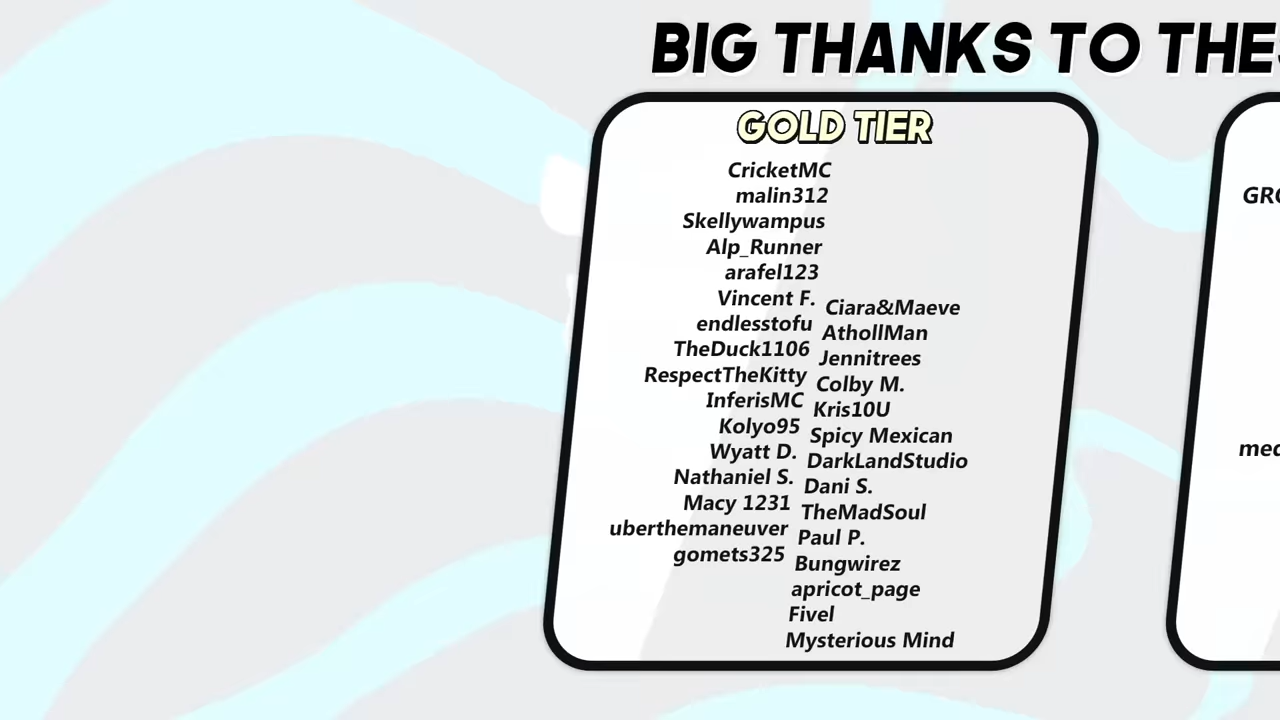 BIG THANKS TO
GOLD TIER
CricketMC
malin312
Skellywampus
Alp_Runner
arafel123
Vincent F.
endlesstofu
TheDuck1106
RespectTheKitty
InferisMC
Kolyo95
Wyatt D.
Nathaniel S.
Macy 1231
uberthemaneuver
gomets325
Ciara&Maeve
AthollMan
Jennitrees
Colby M.
Kris10U
Spicy Mexican
DarkLandStudio
Dani S.
TheMadSoul
Paul P.
Bungwirez
apricot_page
Fivel
Mysterious Mind